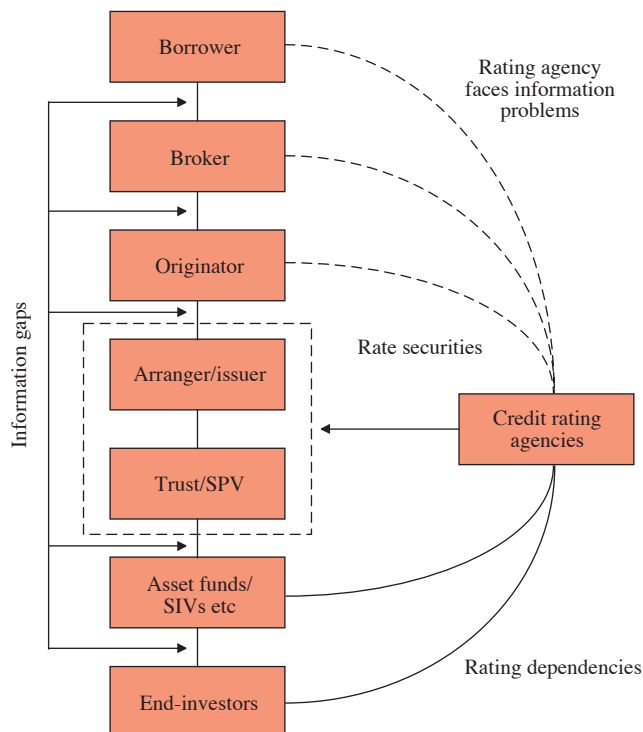 Borrower
Rating agency
faces information
problems
Broker
Originator
Information gaps
Rate securities
Arranger/issuer
Credit rating
agencies
Trust/SPV
Asset funds/
SIVs etc
Rating dependencies
End-investors